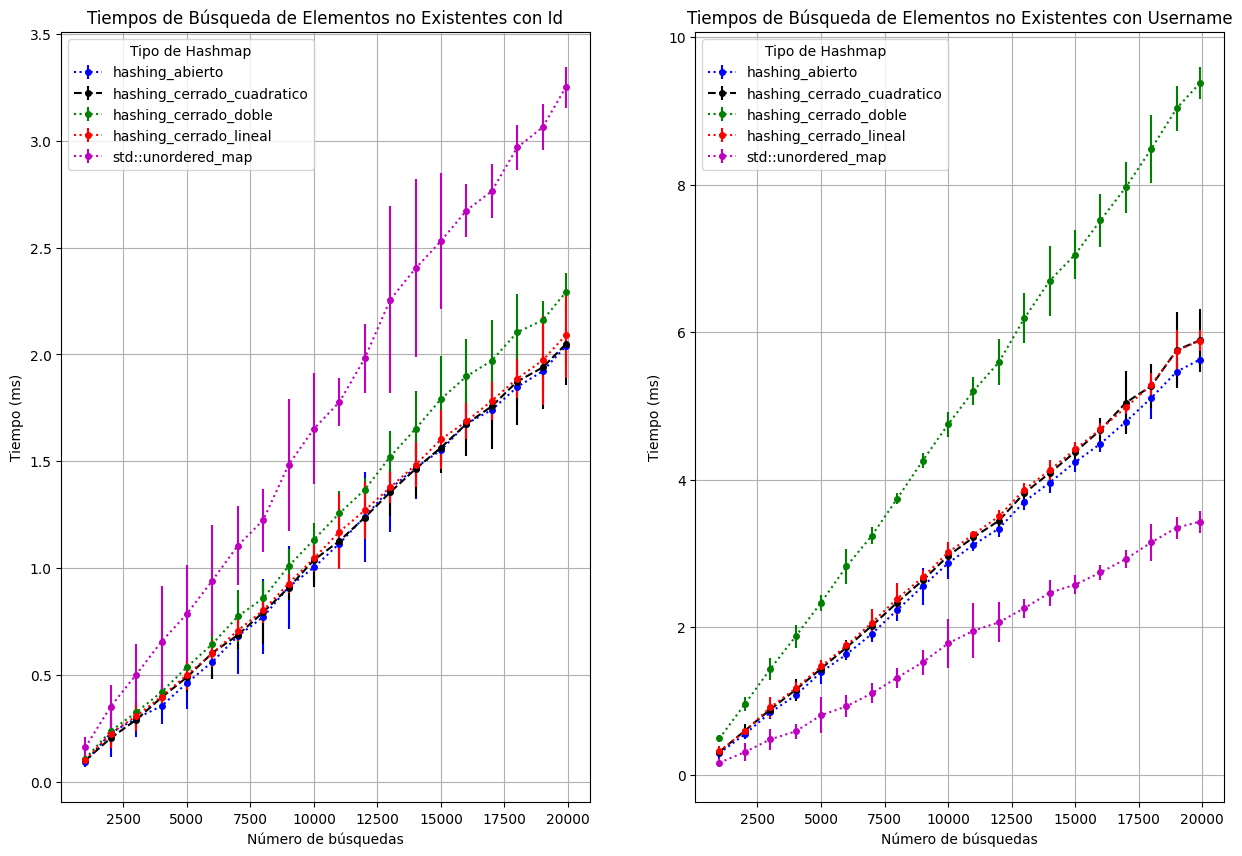 Tiempos de Búsqueda de Elementos no Existentes con Id
3.5
3.0
2.5
2.0
1.5
1.0
0.5
0.0
Tiempo (ms)
Tipo de Hashmap
hashing_abierto
hashing_cerrado_cuadratico
hashing_cerrado_doble
hashing_cerrado_lineal
std::unordered_map
2500 5000 7500 10000 12500 15000 17500 20000
Número de búsquedas
Tiempos de Búsqueda de Elementos no Existentes con Username
10
8
6
4
2
0
Tiempo (ms)
Tipo de Hashmap
hashing_abierto
hashing_cerrado_cuadratico
hashing_cerrado_doble
hashing_cerrado_lineal
std::unordered_map
2500 5000 7500 10000 12500 15000 17500 20000
Número de búsquedas